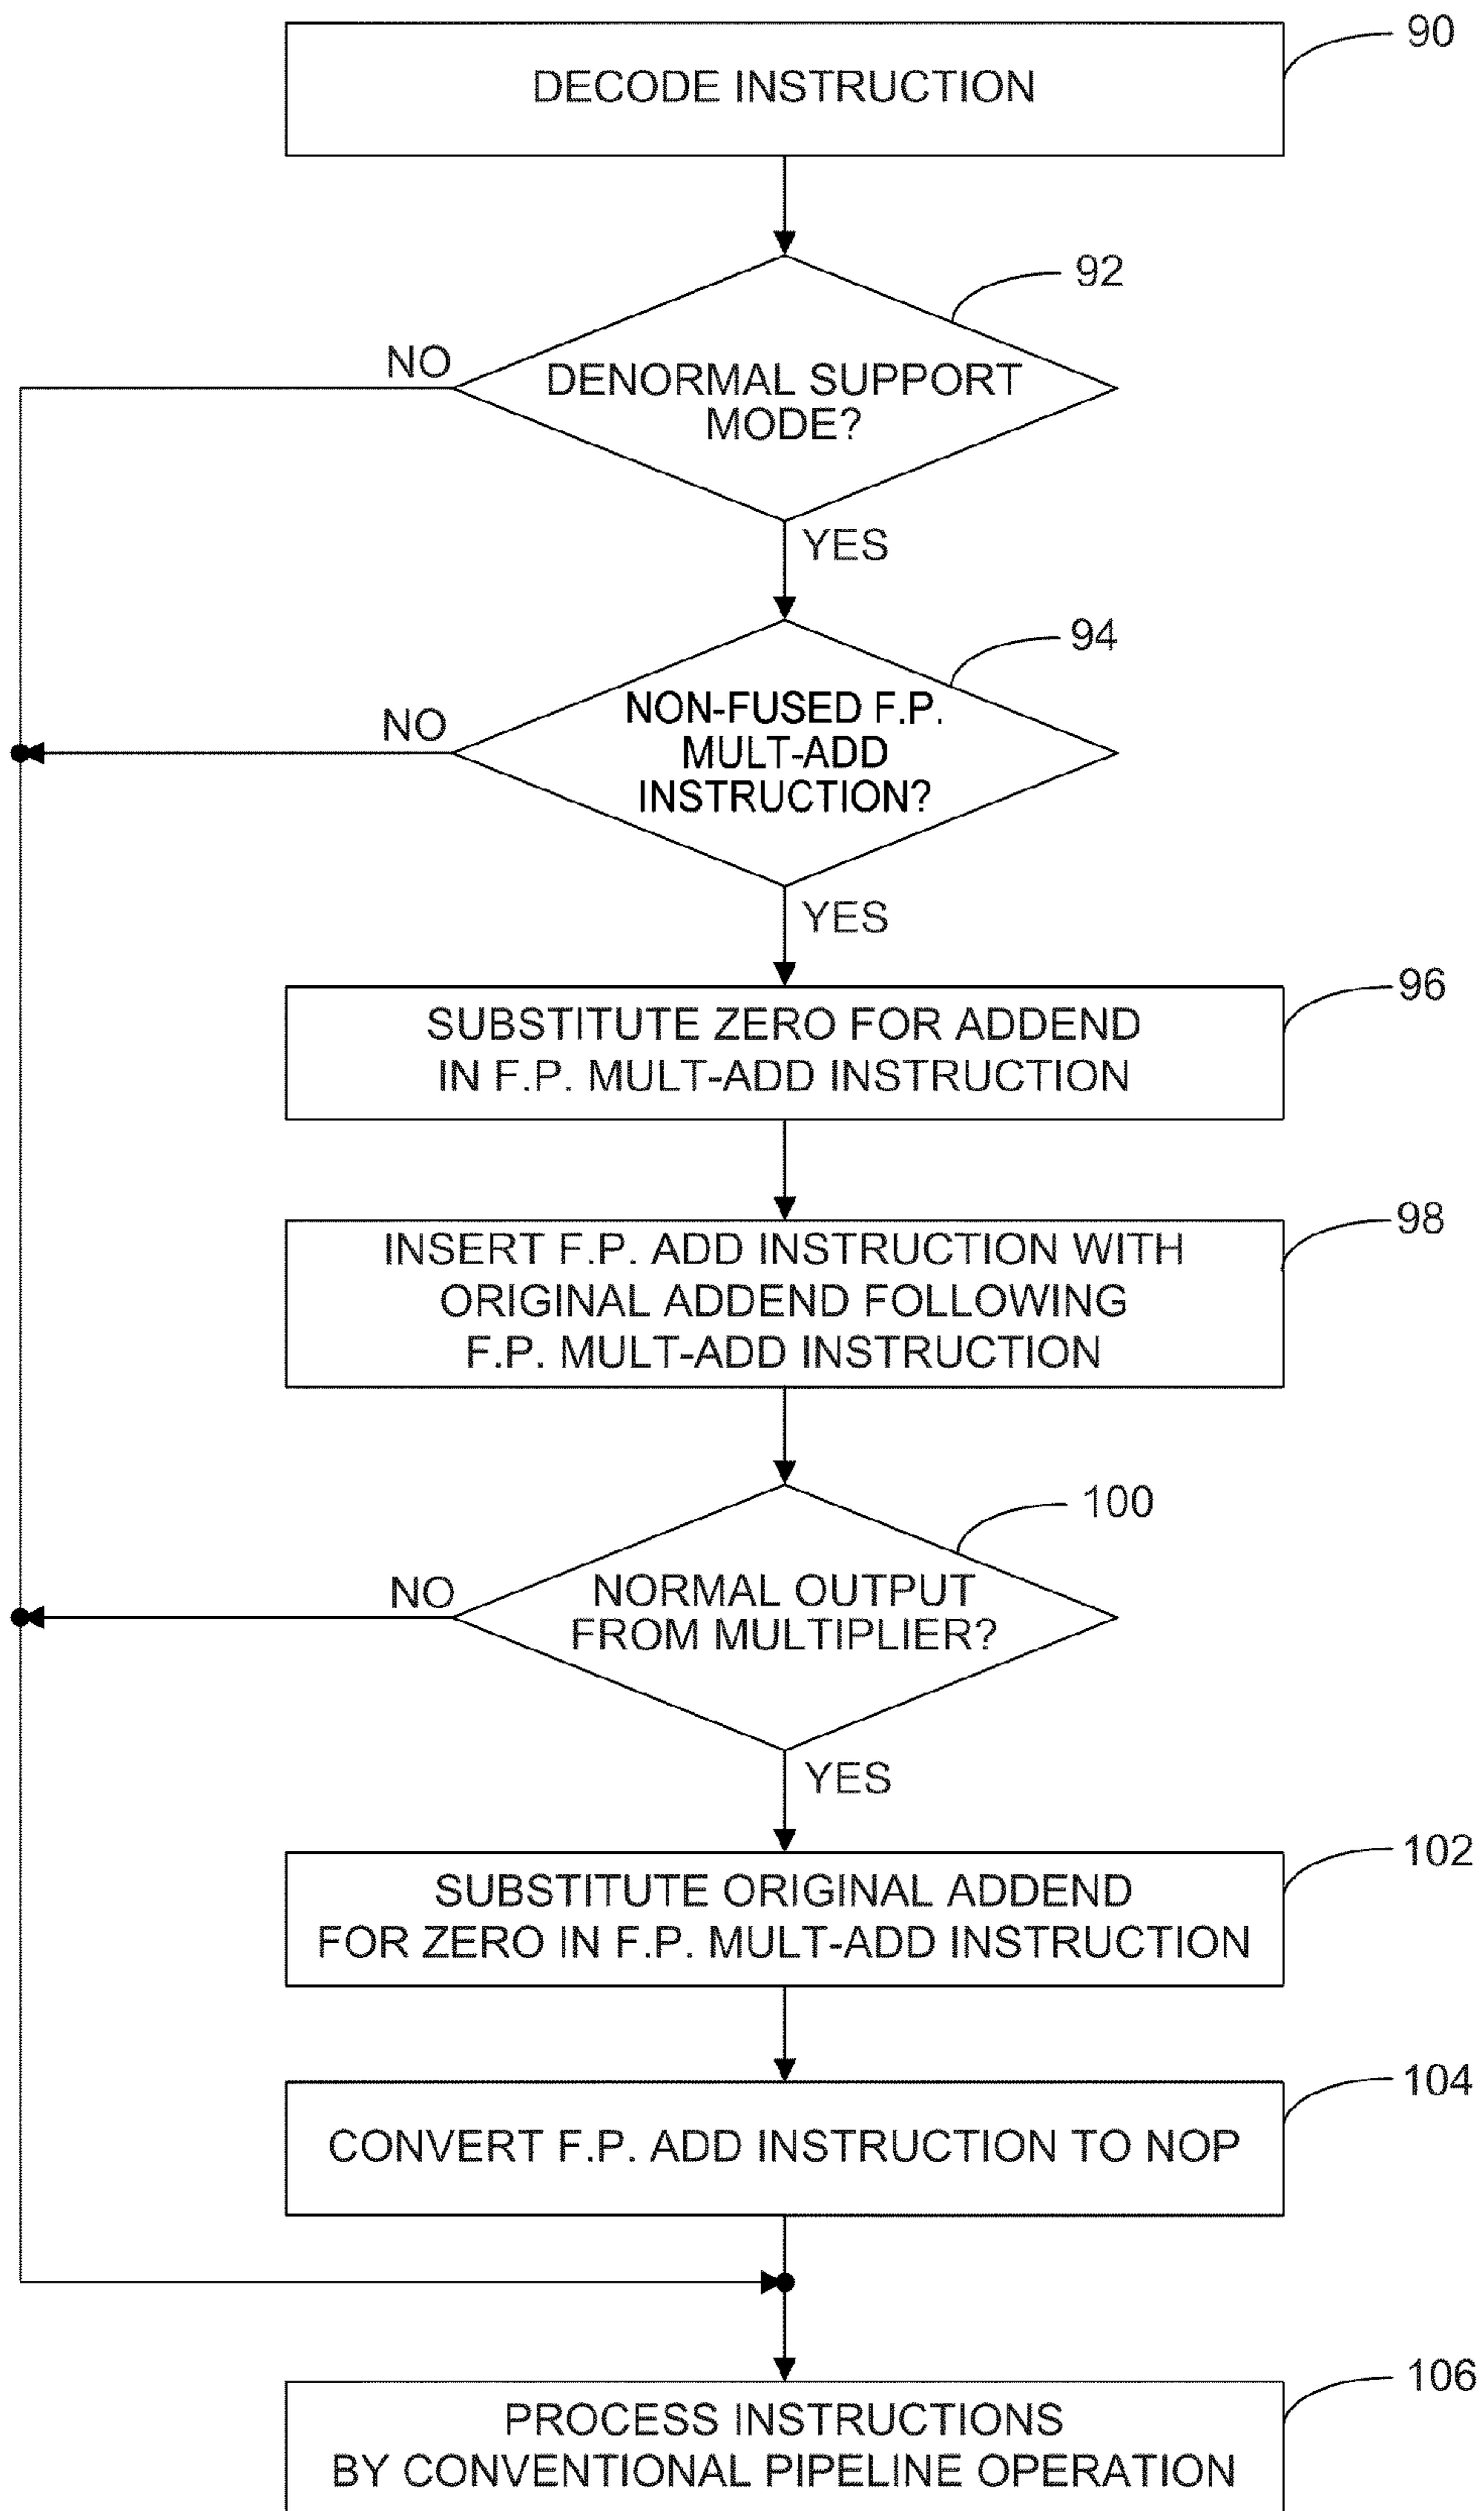 90
DECODE INSTRUCTION
92
NO
DENORMAL SUPPORT
MODE?
YES
94
NO
NON-FUSED F.P.
MULT-ADD
INSTRUCTION?
YES
96
SUBSTITUTE ZERO FOR ADDEND
IN F.P. MULT-ADD INSTRUCTION
98
INSERT F.P. ADD INSTRUCTION WITH
ORIGINAL ADDEND FOLLOWING
F.P. MULT-ADD INSTRUCTION
100
NO
NORMAL OUTPUT
FROM MULTIPLIER?
YES
102
SUBSTITUTE ORIGINAL ADDEND
FOR ZERO IN F.P. MULT-ADD INSTRUCTION
104
CONVERT F.P. ADD INSTRUCTION TO NOP
106
PROCESS INSTRUCTIONS
BY CONVENTIONAL PIPELINE OPERATION